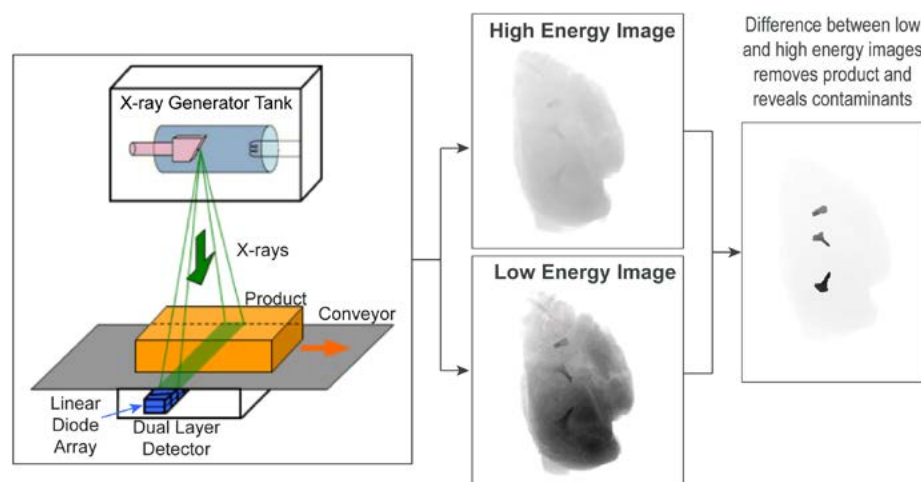 X-ray Generator Tank
X-rays
Product
Conveyor
Linear
Diode
Array
Dual Layer
Detector
High Energy Image
Low Energy Image
Difference between low
and high energy images
removes product and
reveals contaminants